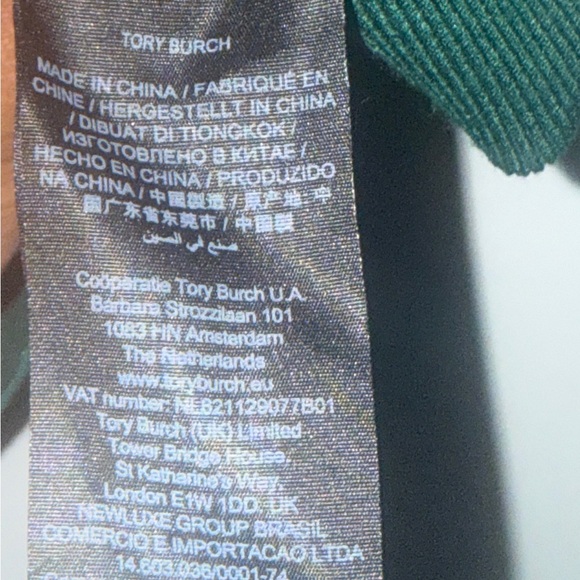 TORY BURCH
MADE IN CHINA / FABRIQUÉ EN
CHINE / HERGESTELLT IN CHINA
/ DIBUAT DI TIONGKOK /
ИЗГОТОВЛЕНО В КИТАЕ /
HECHO EN CHINA / PRODUZIDO
NA CHINA / 中國製造 / 原产地 中
国广东省东莞市 / 中国製
صنع في الصين
Coöperatie Tory Burch U.A.
Barbara Strozzilaan 101
1083 HN Amsterdam
The Netherlands
www.toryburch.eu
VAT number: NL821129077B01
Tory Burch (UK) Limited
Tower Bridge House
St Katharine's Way,
London E1W 1DD, UK
NEWLUXE GROUP BRASIL
COMERCIO E IMPORTACAO LTDA
14.603.036/0001-74